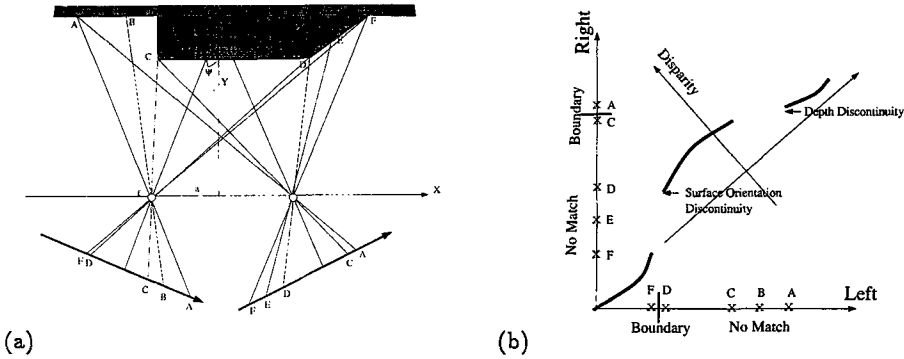 A
B
F
E
C
D
ψ
Y
a
X
F D
C
B
A
F
E
D
C
A
(a)
Right
Boundary
No Match
A
C
D
E
F
Disparity
Depth Discontinuity
Surface Orientation
Discontinuity
F D
C
B
A
Left
Boundary
No Match
(b)